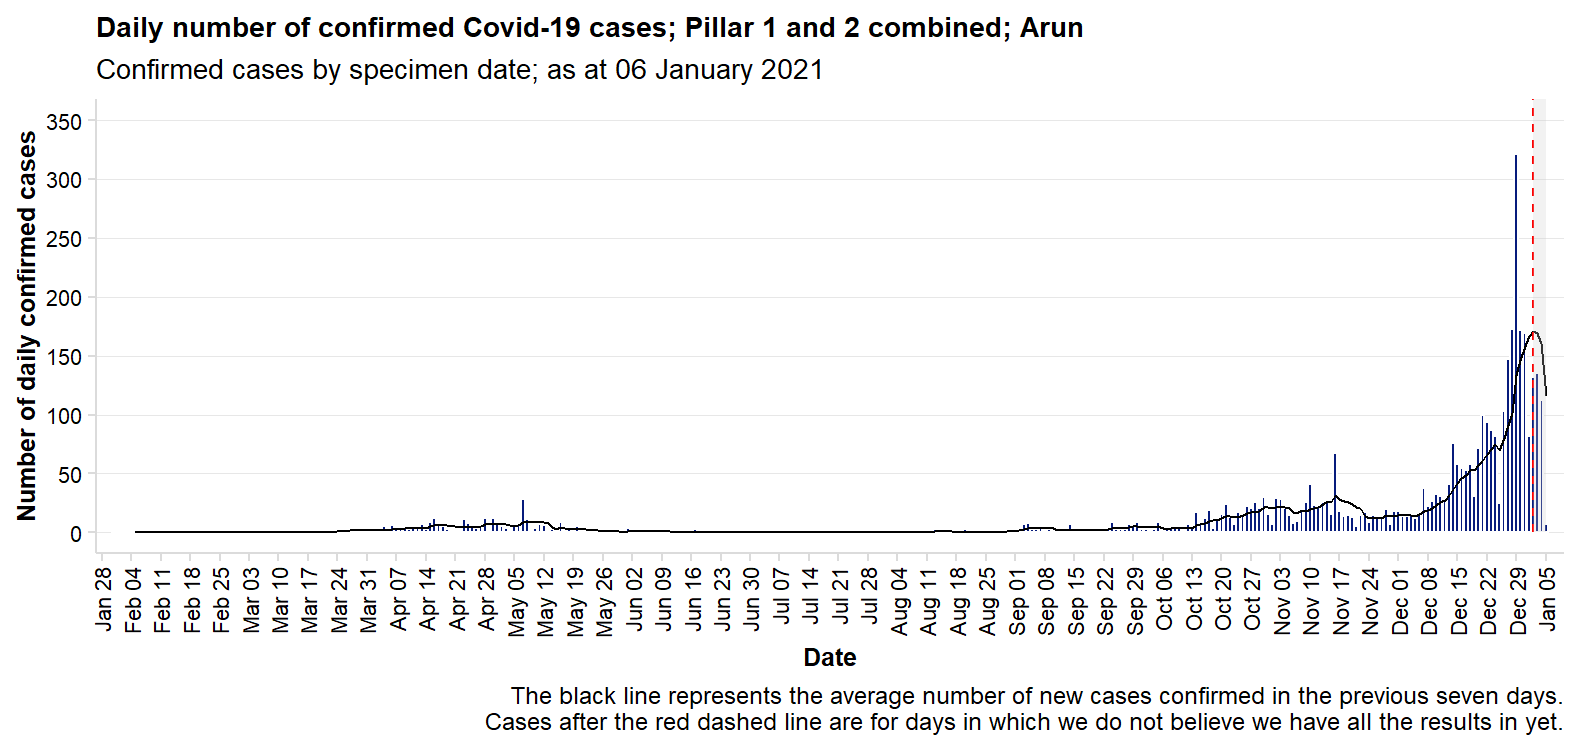 Daily number of confirmed Covid-19 cases; Pillar 1 and 2 combined; Arun
Confirmed cases by specimen date; as at 06 January 2021
Number of daily confirmed cases
350
300
250
200
150
100
50
0
Jan 28
Feb 04
Feb 11
Feb 18
Feb 25
Mar 03
Mar 10
Mar 17
Mar 24
Mar 31
Apr 07
Apr 14
Apr 21
Apr 28
May 05
May 12
May 19
May 26
Jun 02
Jun 09
Jun 16
Jun 23
Jun 30
Jul 07
Jul 14
Jul 21
Jul 28
Aug 04
Aug 11
Aug 18
Aug 25
Sep 01
Sep 08
Sep 15
Sep 22
Sep 29
Oct 06
Oct 13
Oct 20
Oct 27
Nov 03
Nov 10
Nov 17
Nov 24
Dec 01
Dec 08
Dec 15
Dec 22
Dec 29
Jan 05
Date
The black line represents the average number of new cases confirmed in the previous seven days.
Cases after the red dashed line are for days in which we do not believe we have all the results in yet.